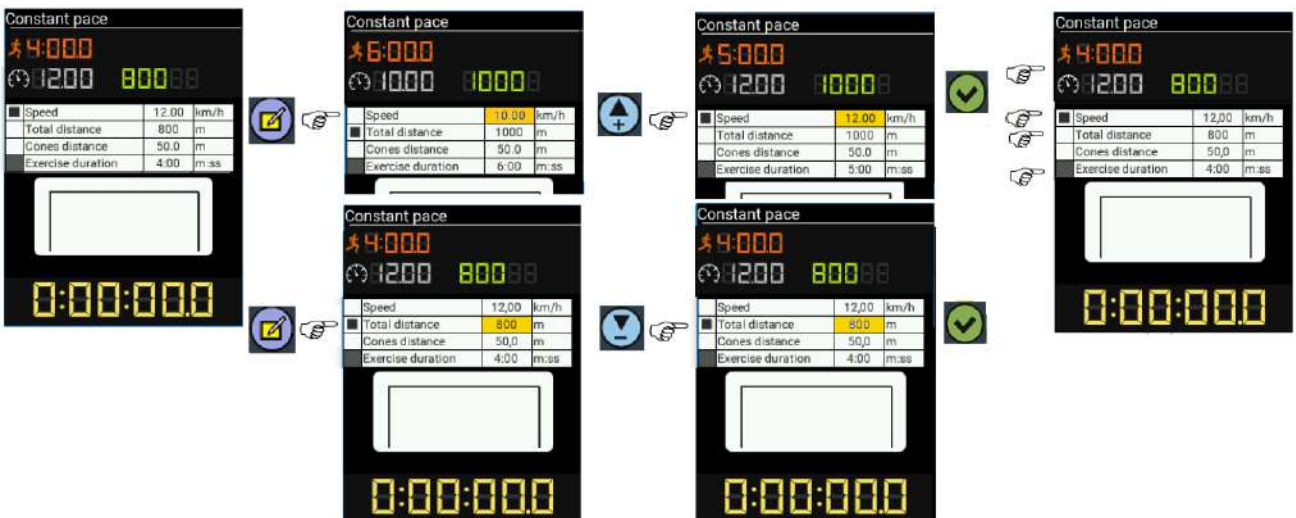 Constant pace
4:00.0
12.00 800
Speed 12.00 km/h
Total distance 800 m
Cones distance 50.0 m
Exercise duration 4:00 m:ss
0:00:00.0
Constant pace
6:00.0
10.00 1000
Speed 10.00 km/h
Total distance 1000 m
Cones distance 50.0 m
Exercise duration 6:00 m:ss
Constant pace
5:00.0
12.00 1000
Speed 12.00 km/h
Total distance 1000 m
Cones distance 50.0 m
Exercise duration 5:00 m:ss
Constant pace
4:00.0
12.00 800
Speed 12,00 km/h
Total distance 800 m
Cones distance 50,0 m
Exercise duration 4:00 m:ss
0:00:00.0
Constant pace
4:00.0
12.00 800
Speed 12,00 km/h
Total distance 800 m
Cones distance 50,0 m
Exercise duration 4:00 m:ss
0:00:00.0
Constant pace
4:00.0
12.00 800
Speed 12,00 km/h
Total distance 800 m
Cones distance 50,0 m
Exercise duration 4:00 m:ss
0:00:00.0